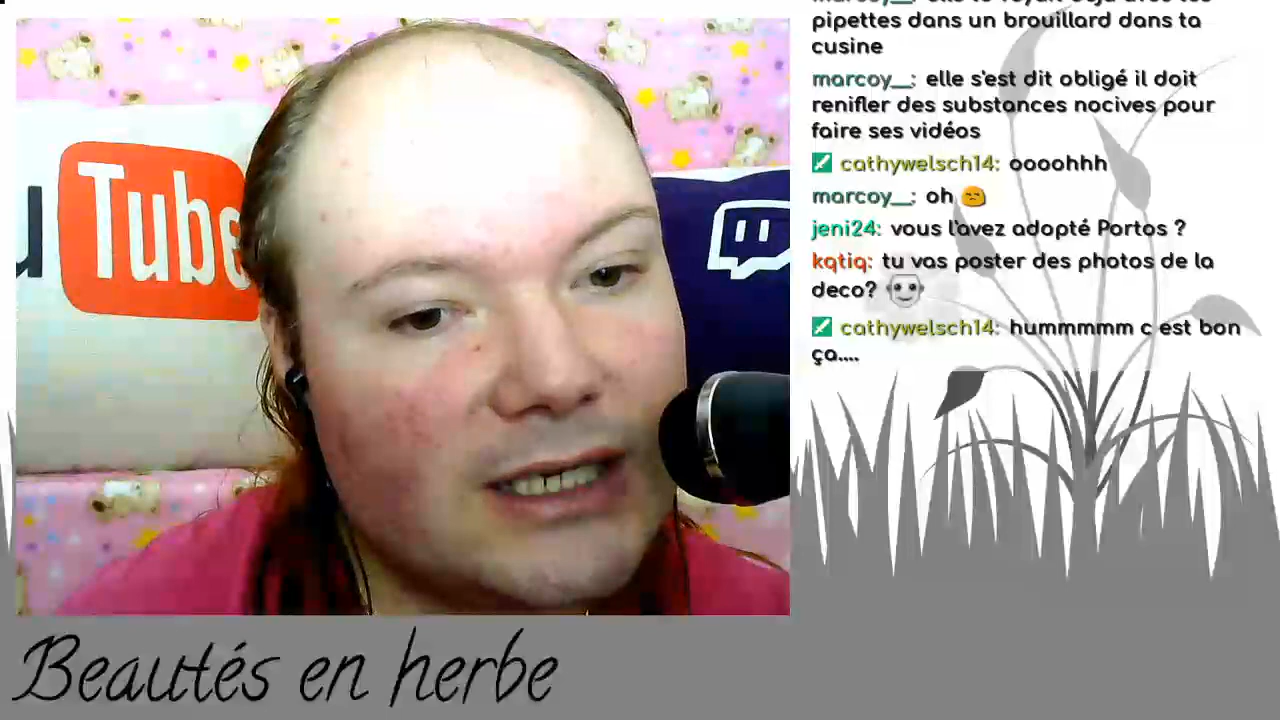 u
Tube
pipettes dans un brouillard dans ta
cusine
marcoy__: elle s'est dit obligé il doit
renifler des substances nocives pour
faire ses vidéos
cathywelsch14: oooohhh
marcoy__: oh
jeni24: vous l'avez adopté Portos ?
kqtiq: tu vas poster des photos de la
deco?
cathywelsch14: hummmmm c est bon
ça....
Beautés en herbe